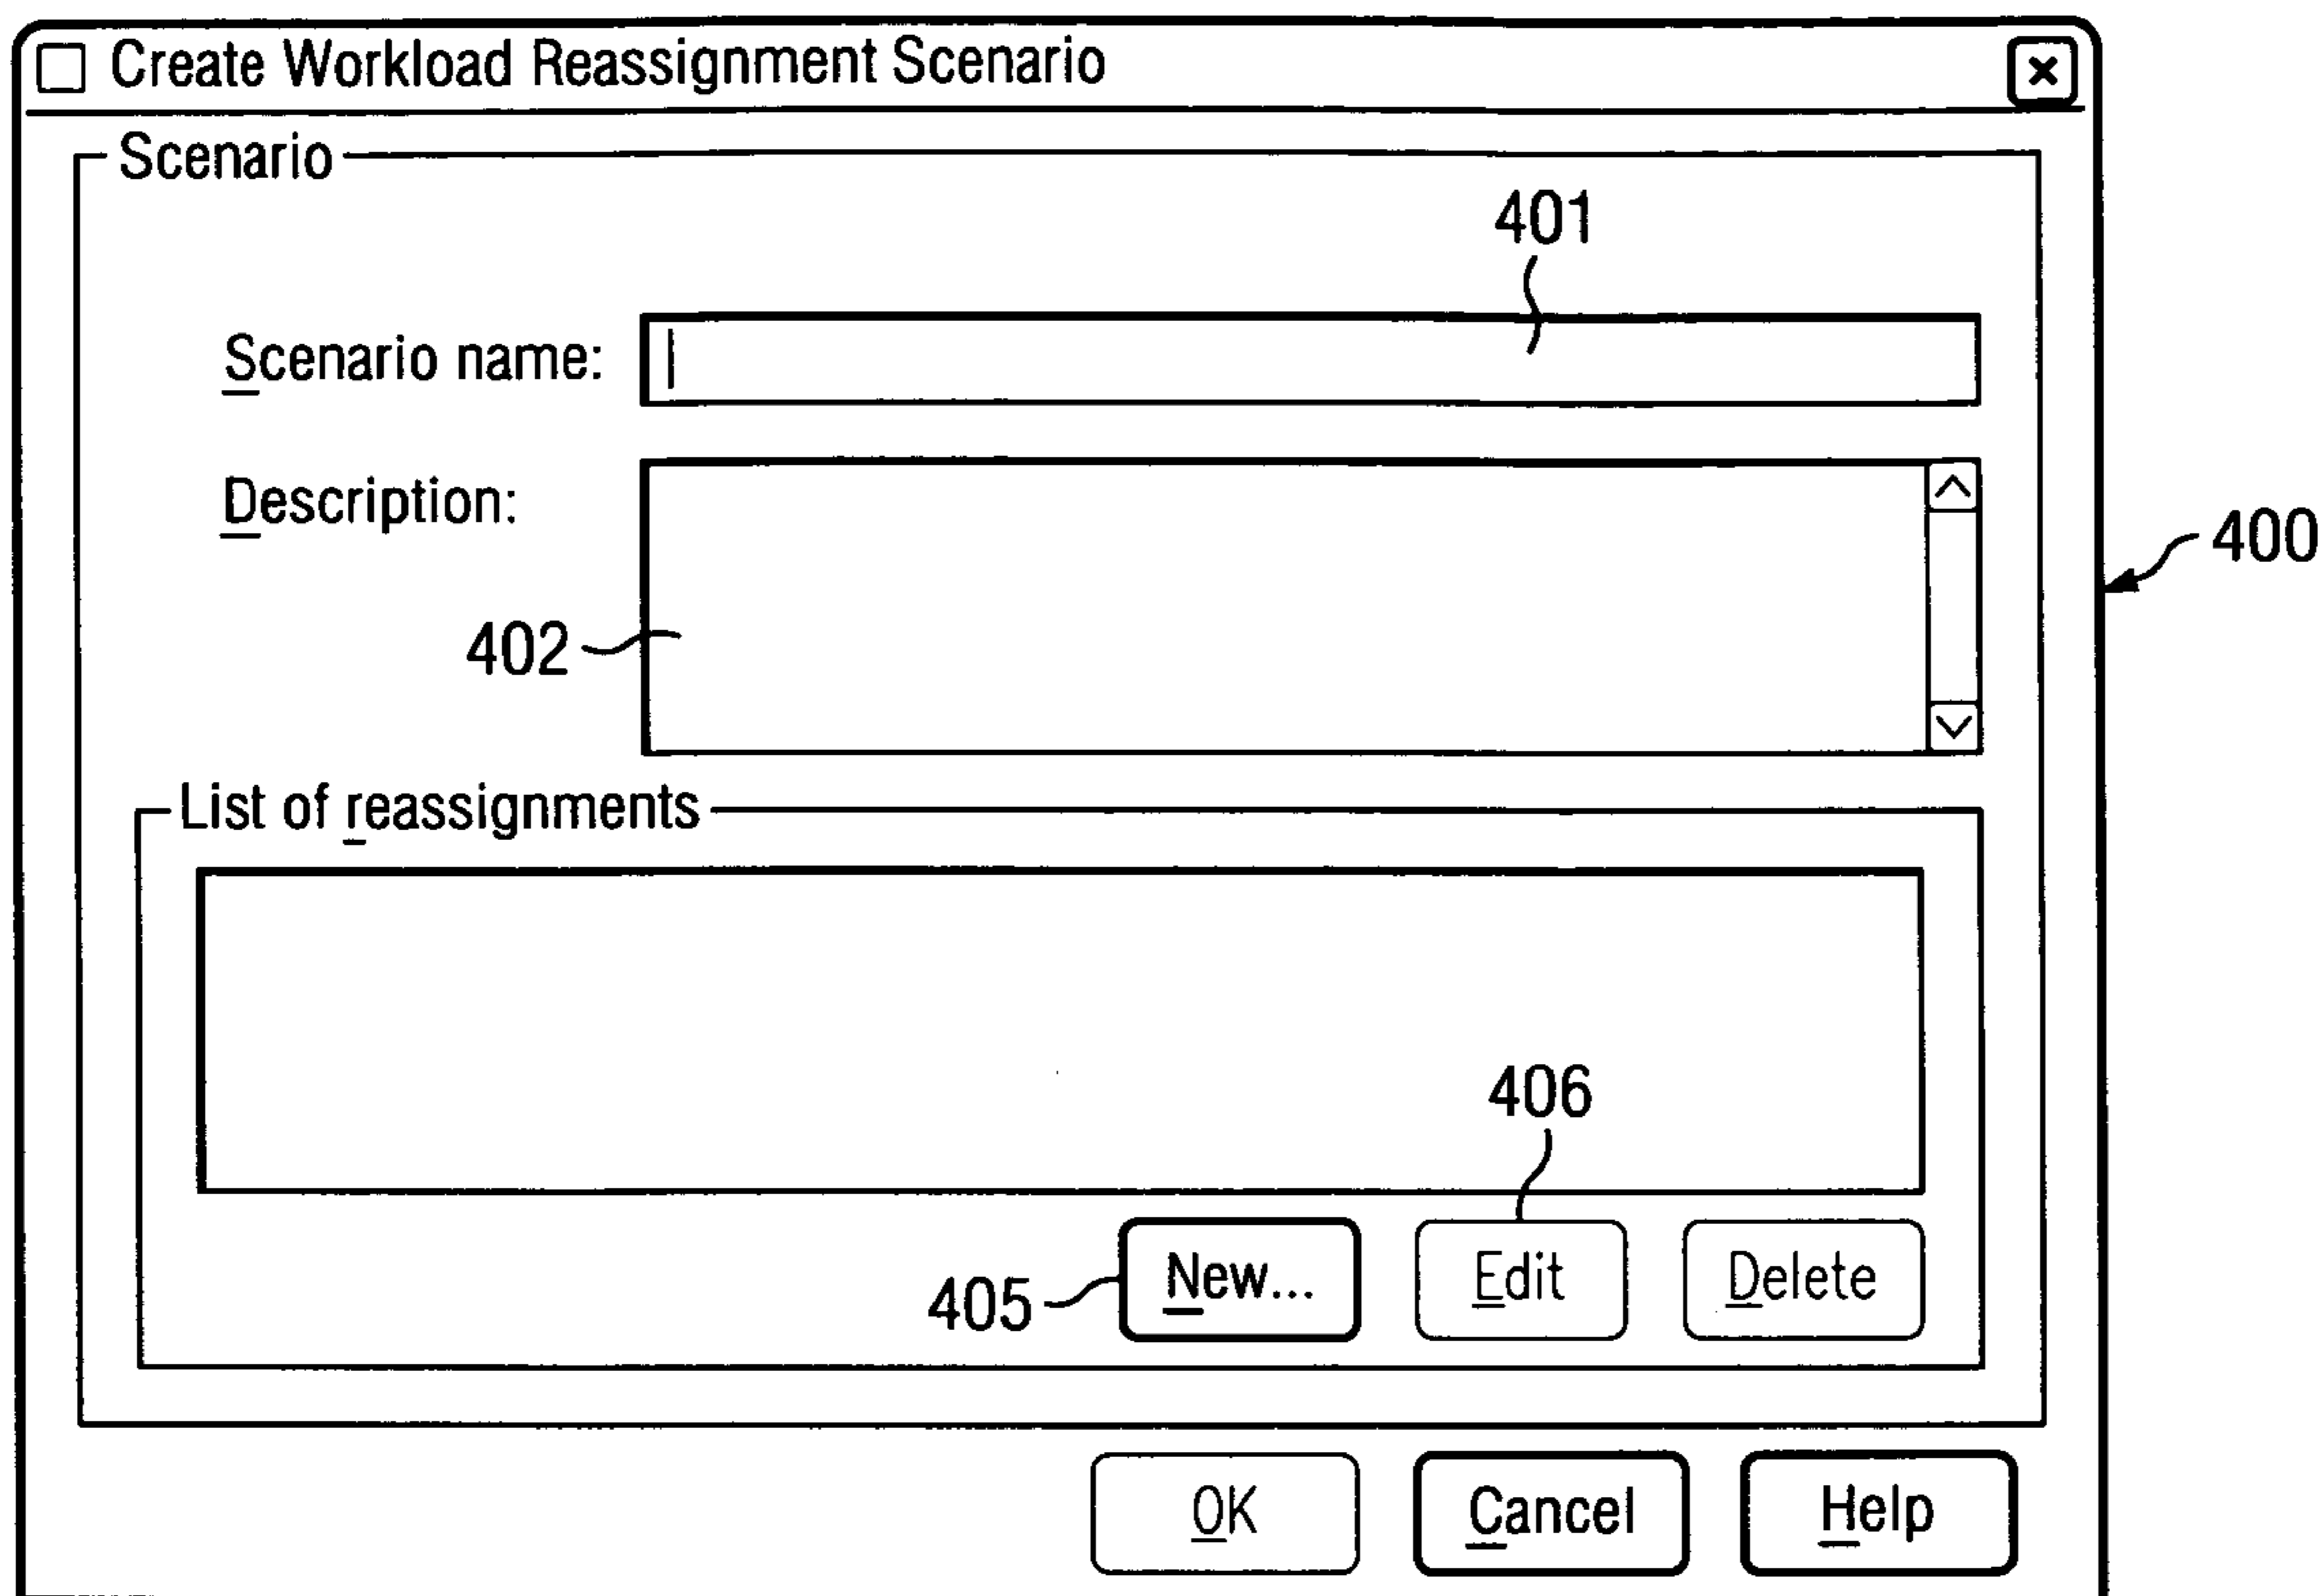 Create Workload Reassignment Scenario
Scenario
401
Scenario name:
Description:
400
402
List of reassignments
406
405
New...
Edit
Delete
OK
Cancel
Help